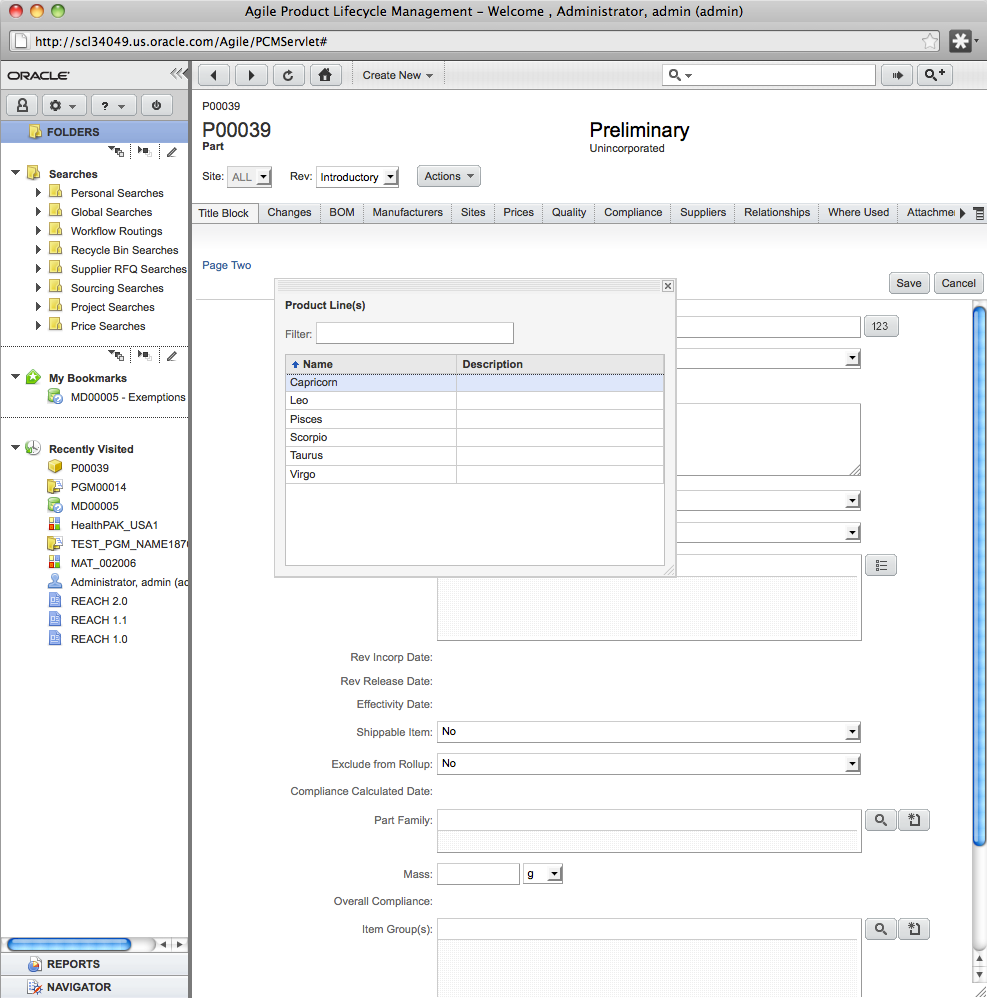 Agile Product Lifecycle Management - Welcome , Administrator, admin (admin)
http://scl34049.us.oracle.com/Agile/PCMServlet#
ORACLE
Create New
FOLDERS
Searches
Personal Searches
Global Searches
Workflow Routings
Recycle Bin Searches
Supplier RFQ Searches
Sourcing Searches
Project Searches
Price Searches
My Bookmarks
MD00005 - Exemptions
Recently Visited
P00039
PGM00014
MD00005
HealthPAK_USA1
TEST_PGM_NAME187
MAT_002006
Administrator, admin (ad
REACH 2.0
REACH 1.1
REACH 1.0
REPORTS
NAVIGATOR
P00039
P00039
Part
Preliminary
Unincorporated
Site: ALL Rev: Introductory Actions
Title Block Changes BOM Manufacturers Sites Prices Quality Compliance Suppliers Relationships Where Used Attachmen
Page Two
Save Cancel
Product Line(s)
Filter:
Name Description
Capricorn
Leo
Pisces
Scorpio
Taurus
Virgo
123
Rev Incorp Date:
Rev Release Date:
Effectivity Date:
Shippable Item: No
Exclude from Rollup: No
Compliance Calculated Date:
Part Family:
Mass: g
Overall Compliance:
Item Group(s):